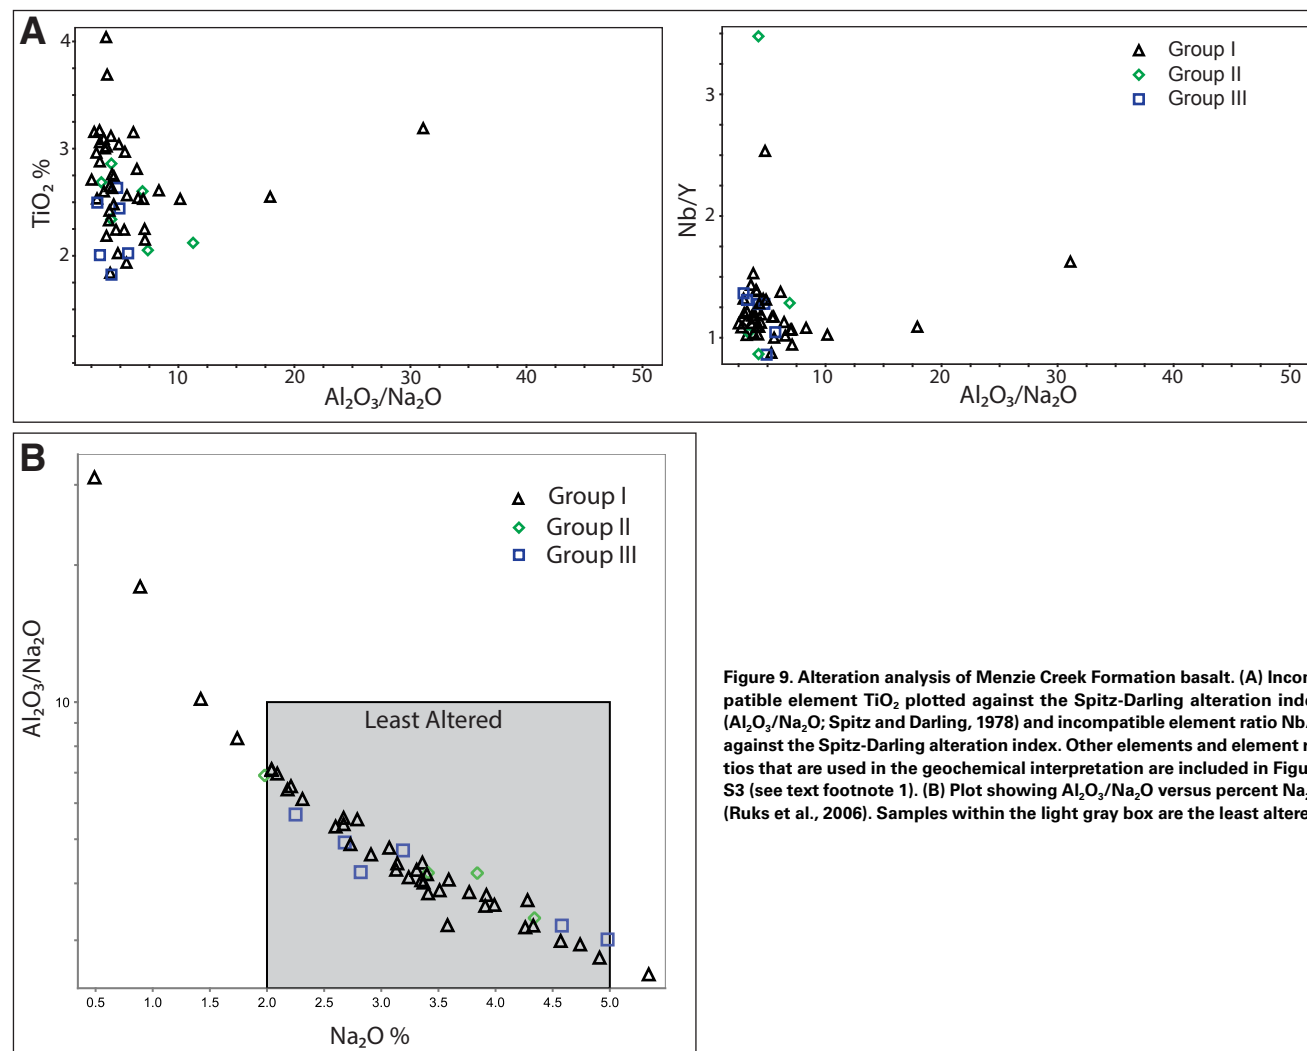 A
4
3
2
TiO₂ %
10 20 30 40 50
Al₂O₃/Na₂O
3
2
1
Nb/Y
10 20 30 40 50
Al₂O₃/Na₂O
Group I
Group II
Group III
B
Group I
Group II
Group III
Al₂O₃/Na₂O
10
Least Altered
0.5 1.0 1.5 2.0 2.5 3.0 3.5 4.0 4.5 5.0
Na₂O %
Figure 9. Alteration analysis of Menzie Creek Formation basalt. (A) Incom
patible element TiO₂ plotted against the Spitz-Darling alteration inde
(Al₂O₃/Na₂O; Spitz and Darling, 1978) and incompatible element ratio Nb
against the Spitz-Darling alteration index. Other elements and element r
tios that are used in the geochemical interpretation are included in Figu
S3 (see text footnote 1). (B) Plot showing Al₂O₃/Na₂O versus percent Na
(Ruks et al., 2006). Samples within the light gray box are the least altere